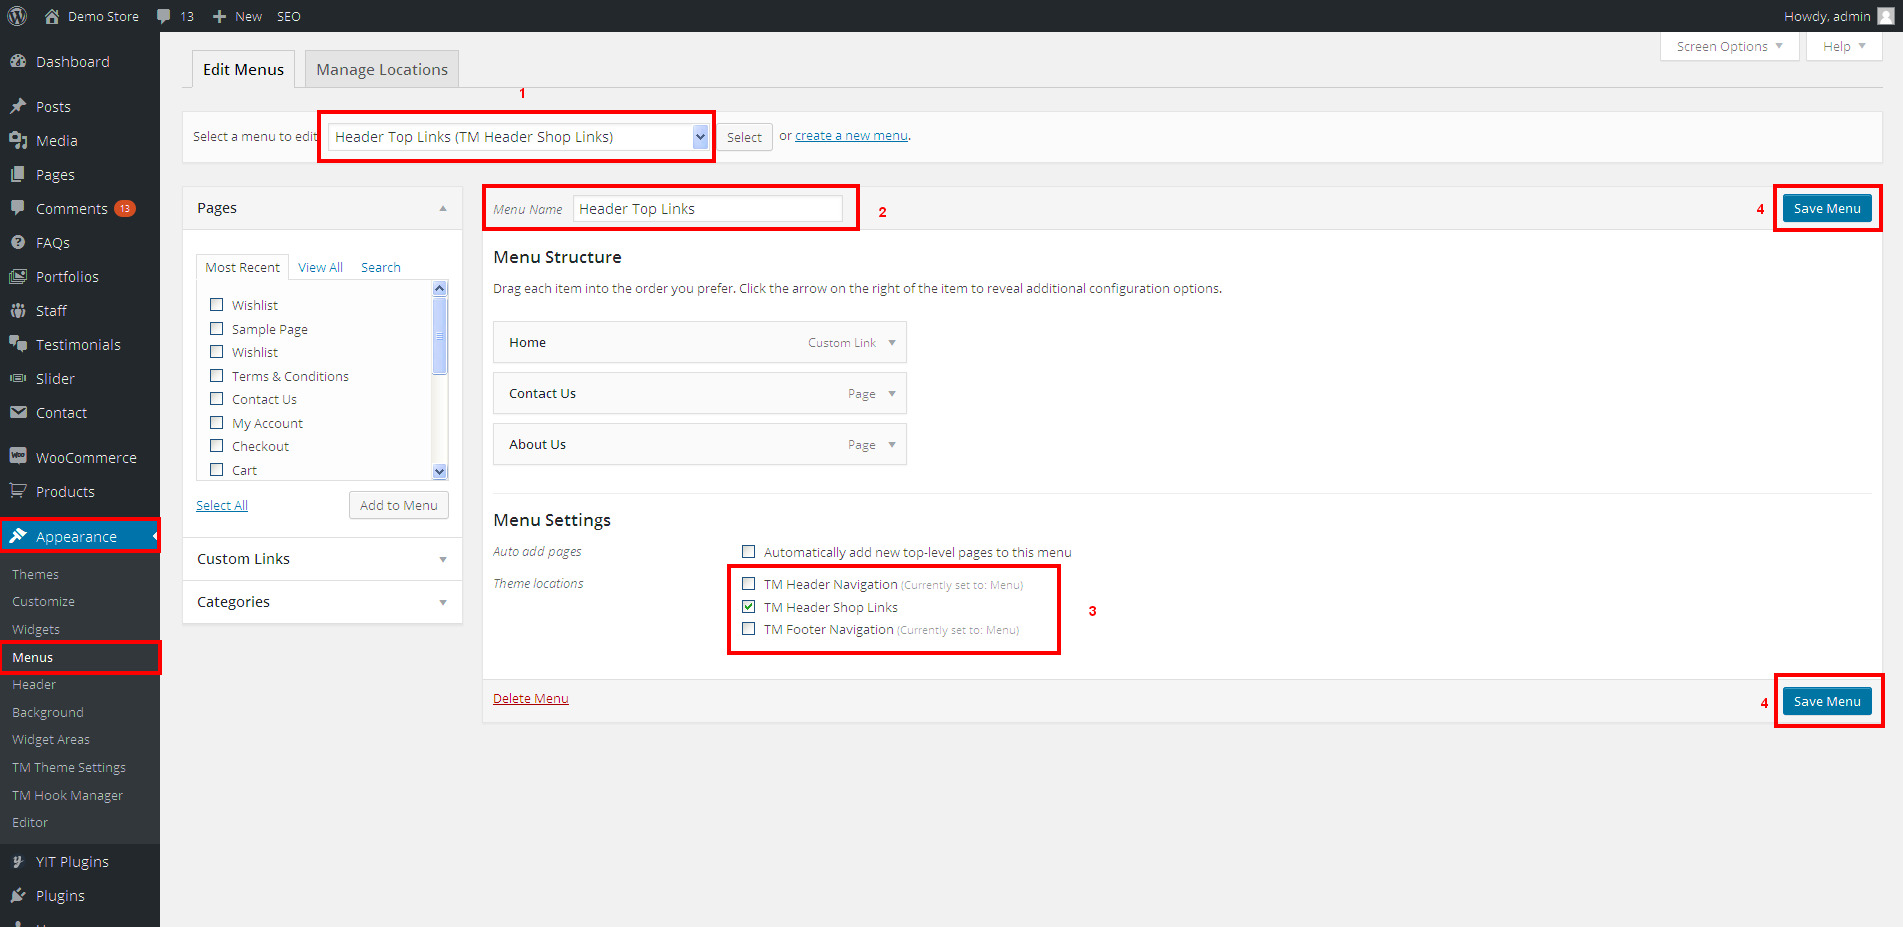 Demo Store
13
New
SEO
Howdy, admin
Dashboard
Posts
Media
Pages
Comments 13
FAQs
Portfolios
Staff
Testimonials
Slider
Contact
WooCommerce
Products
Appearance
Themes
Customize
Widgets
Menus
Header
Background
Widget Areas
TM Theme Settings
TM Hook Manager
Editor
YIT Plugins
Plugins
Screen Options
Help
Edit Menus
Manage Locations
1
Select a menu to edit
Header Top Links (TM Header Shop Links)
Select
or create a new menu.
Pages
Most Recent
View All
Search
Wishlist
Sample Page
Wishlist
Terms & Conditions
Contact Us
My Account
Checkout
Cart
Select All
Add to Menu
Custom Links
Categories
Menu Name
Header Top Links
2
4
Save Menu
Menu Structure
Drag each item into the order you prefer. Click the arrow on the right of the item to reveal additional configuration options.
Home Custom Link
Contact Us Page
About Us Page
Menu Settings
Auto add pages
Automatically add new top-level pages to this menu
Theme locations
TM Header Navigation (Currently set to: Menu)
TM Header Shop Links
TM Footer Navigation (Currently set to: Menu)
3
Delete Menu
4
Save Menu